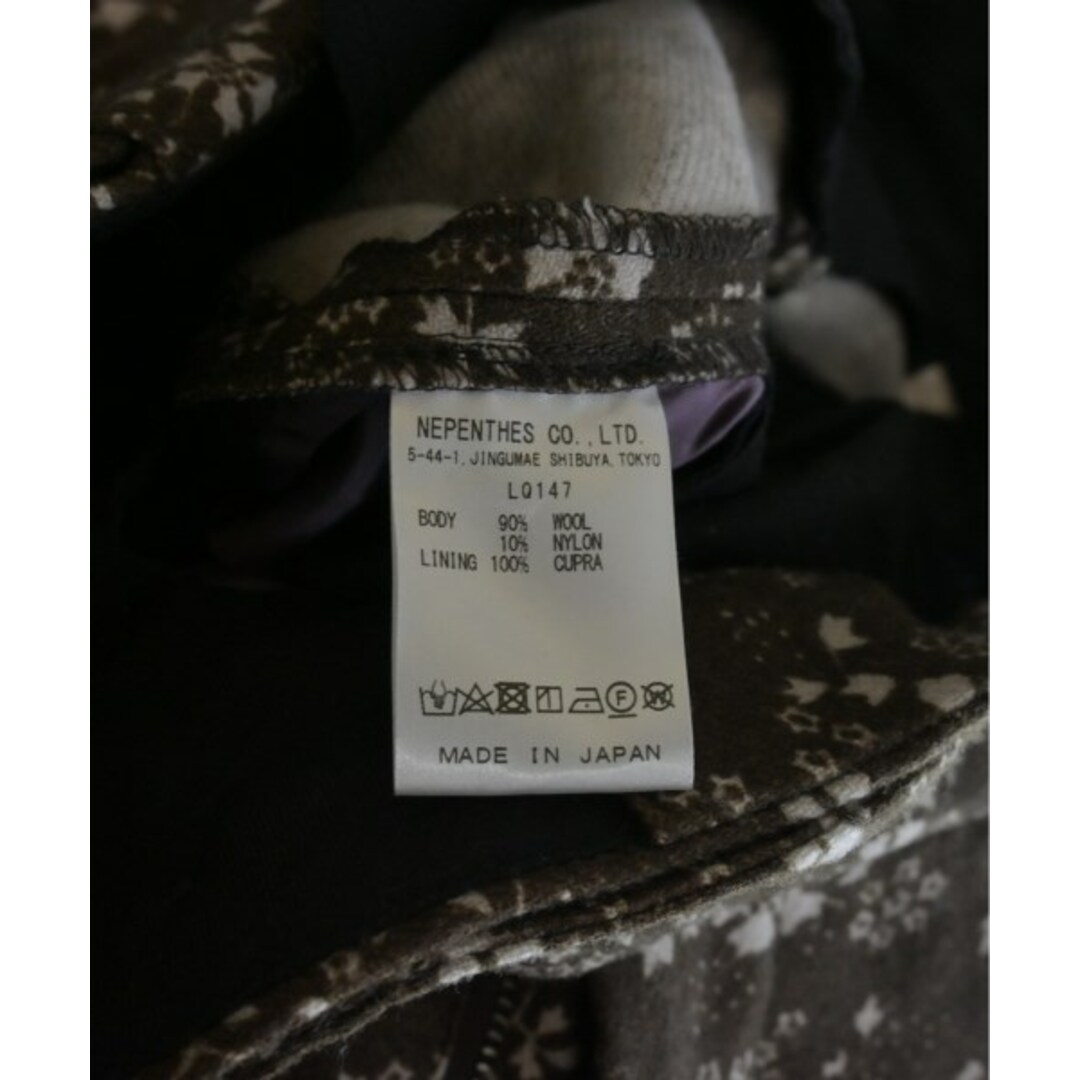 NEPENTHES CO.,LTD.
5-44-1, JINGUMAE SHIBUYA, TOKYO
LQ147
BODY 90% WOOL
10% NYLON
LINING 100% CUPRA
F W
MADE IN JAPAN